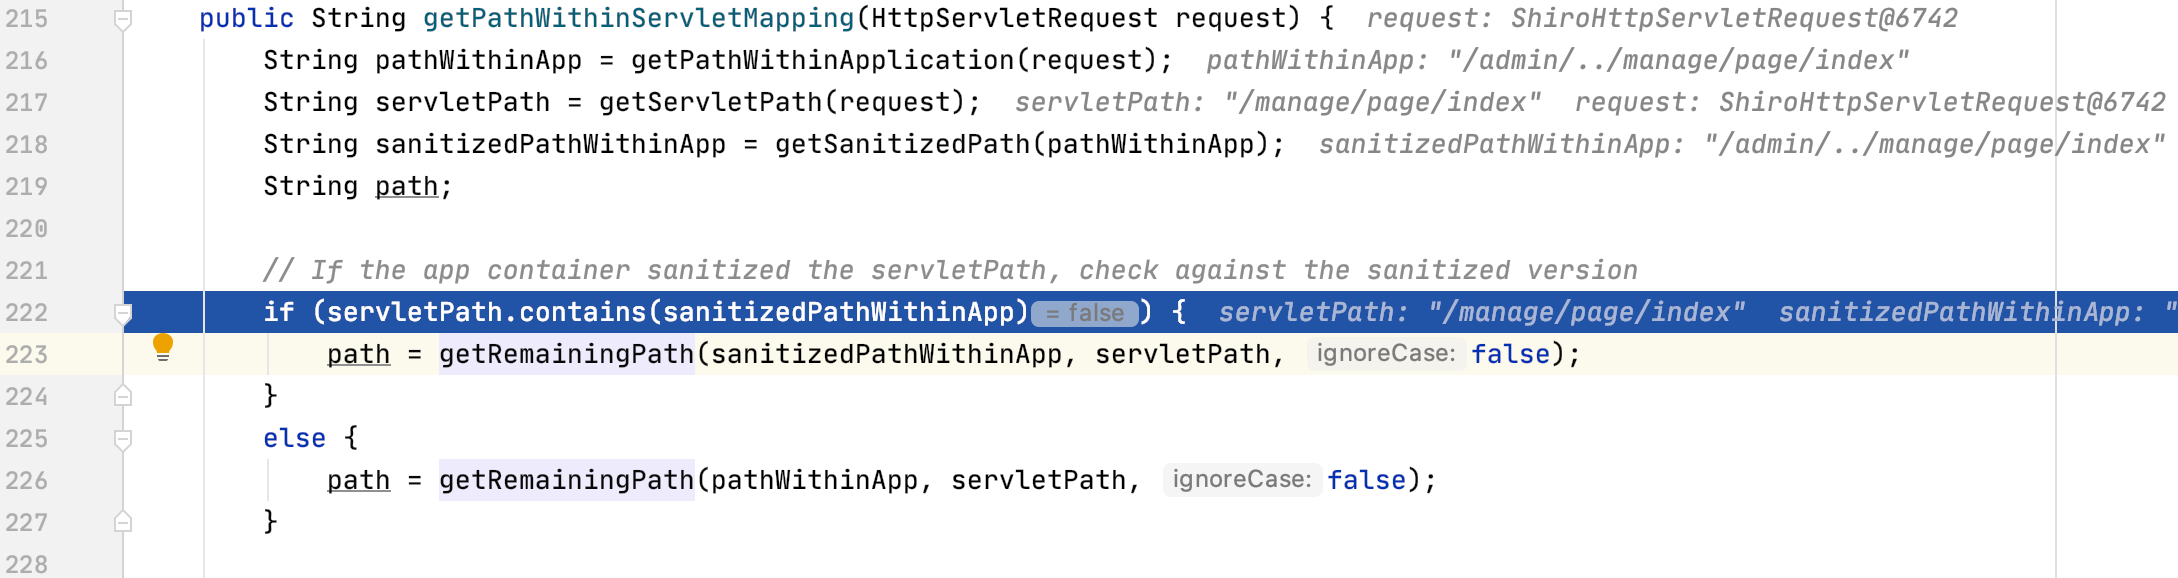 215 public String getPathWithinServletMapping(HttpServletRequest request) { request: ShiroHttpServletRequest@6742
216 String pathWithinApp = getPathWithinApplication(request); pathWithinApp: "/admin/../manage/page/index"
217 String servletPath = getServletPath(request); servletPath: "/manage/page/index" request: ShiroHttpServletRequest@6742
218 String sanitizedPathWithinApp = getSanitizedPath(pathWithinApp); sanitizedPathWithinApp: "/admin/../manage/page/index"
219 String path;
220
221 // If the app container sanitized the servletPath, check against the sanitized version
222 if (servletPath.contains(sanitizedPathWithinApp) = false ) { servletPath: "/manage/page/index" sanitizedPathWithinApp: "
223 path = getRemainingPath(sanitizedPathWithinApp, servletPath, ignoreCase: false);
224 }
225 else {
226 path = getRemainingPath(pathWithinApp, servletPath, ignoreCase: false);
227 }
228